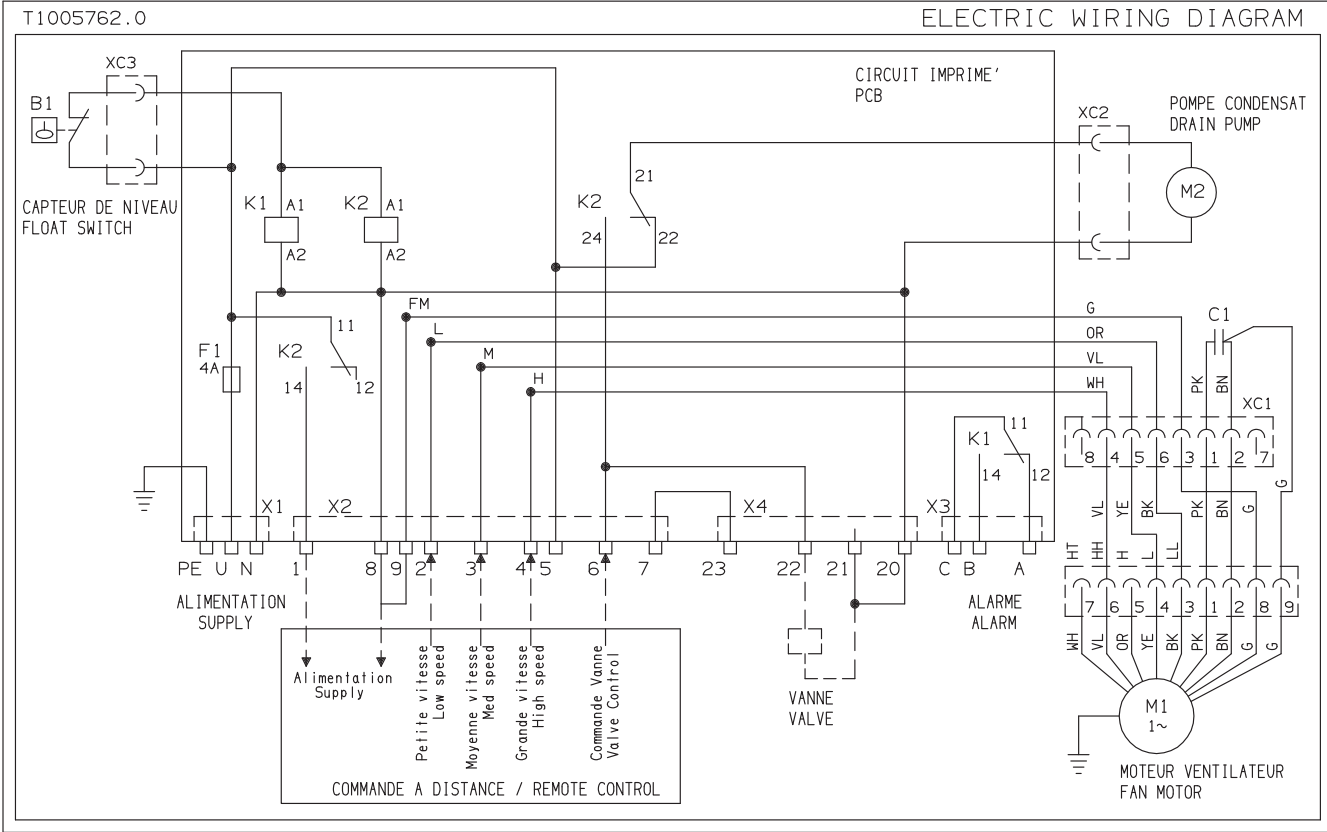 T1005762.0
ELECTRIC WIRING DIAGRAM
XC3
B1
CAPTEUR DE NIVEAU
FLOAT SWITCH
CIRCUIT IMPRIME'
PCB
XC2
POMPE CONDENSAT
DRAIN PUMP
M2
K1
A1
A2
K2
A1
A2
K2
21
24
22
FM
L
M
H
G
OR
VL
WH
C1
PK
BN
XC1
F1
4A
K2
11
14
12
K1
11
14
12
8
4
5
6
3
1
2
7
G
VL
YE
BK
PK
BN
G
HT
HH
H
L
LL
X1
X2
X4
X3
PE
U
N
1
8
9
2
3
4
5
6
7
23
22
21
20
C
B
A
ALIMENTATION
SUPPLY
ALARME
ALARM
7
6
5
4
3
1
2
8
9
WH
VL
OR
YE
BK
PK
BN
G
G
Alimentation
Supply
Petite vitesse
Low speed
Moyenne vitesse
Med speed
Grande vitesse
High speed
Commande Vanne
Valve Control
VANNE
VALVE
COMMANDE A DISTANCE / REMOTE CONTROL
M1
1~
MOTEUR VENTILATEUR
FAN MOTOR